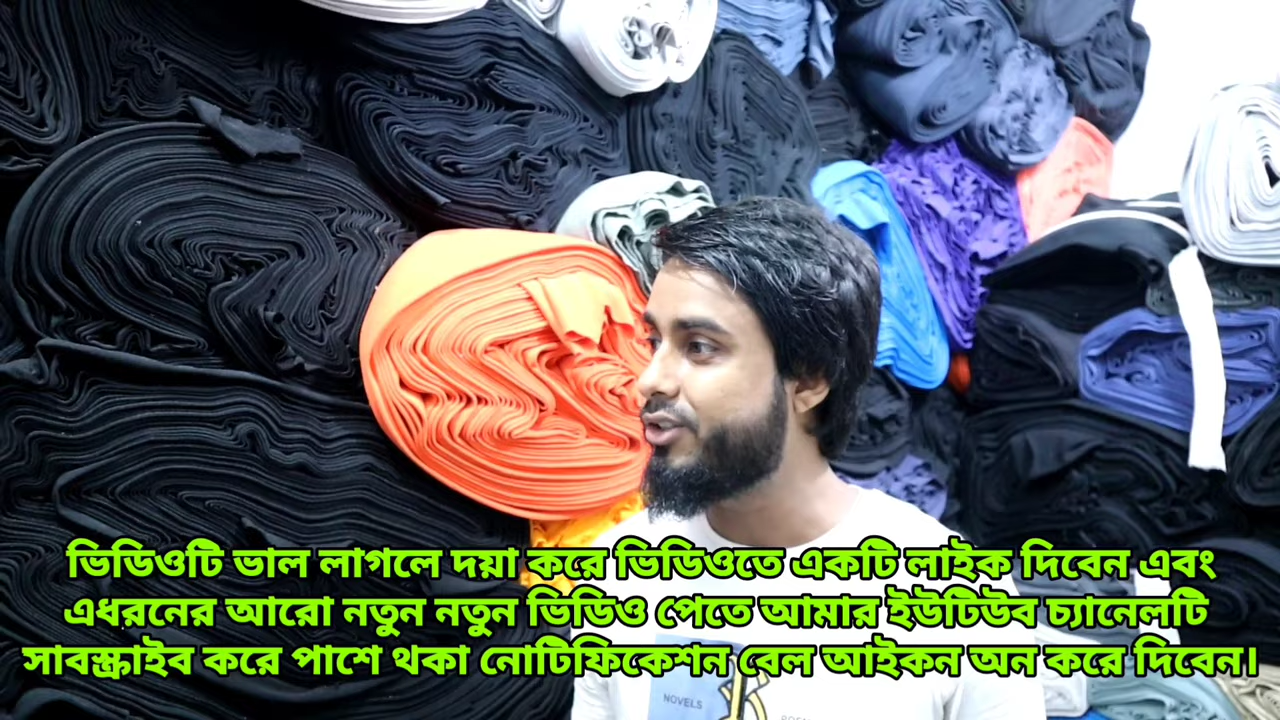 ভিডিওটি ভাল লাগলে দয়া করে ভিডিওতে একটি লাইক দিবেন এবং
এধরনের আরো নতুন নতুন ভিডিও পেতে আমার ইউটিউব চ্যানেলটি
সাবস্ক্রাইব করে পাশে থকা নোটিফিকেশন বেল আইকন অন করে দিবেন।
NOVELS